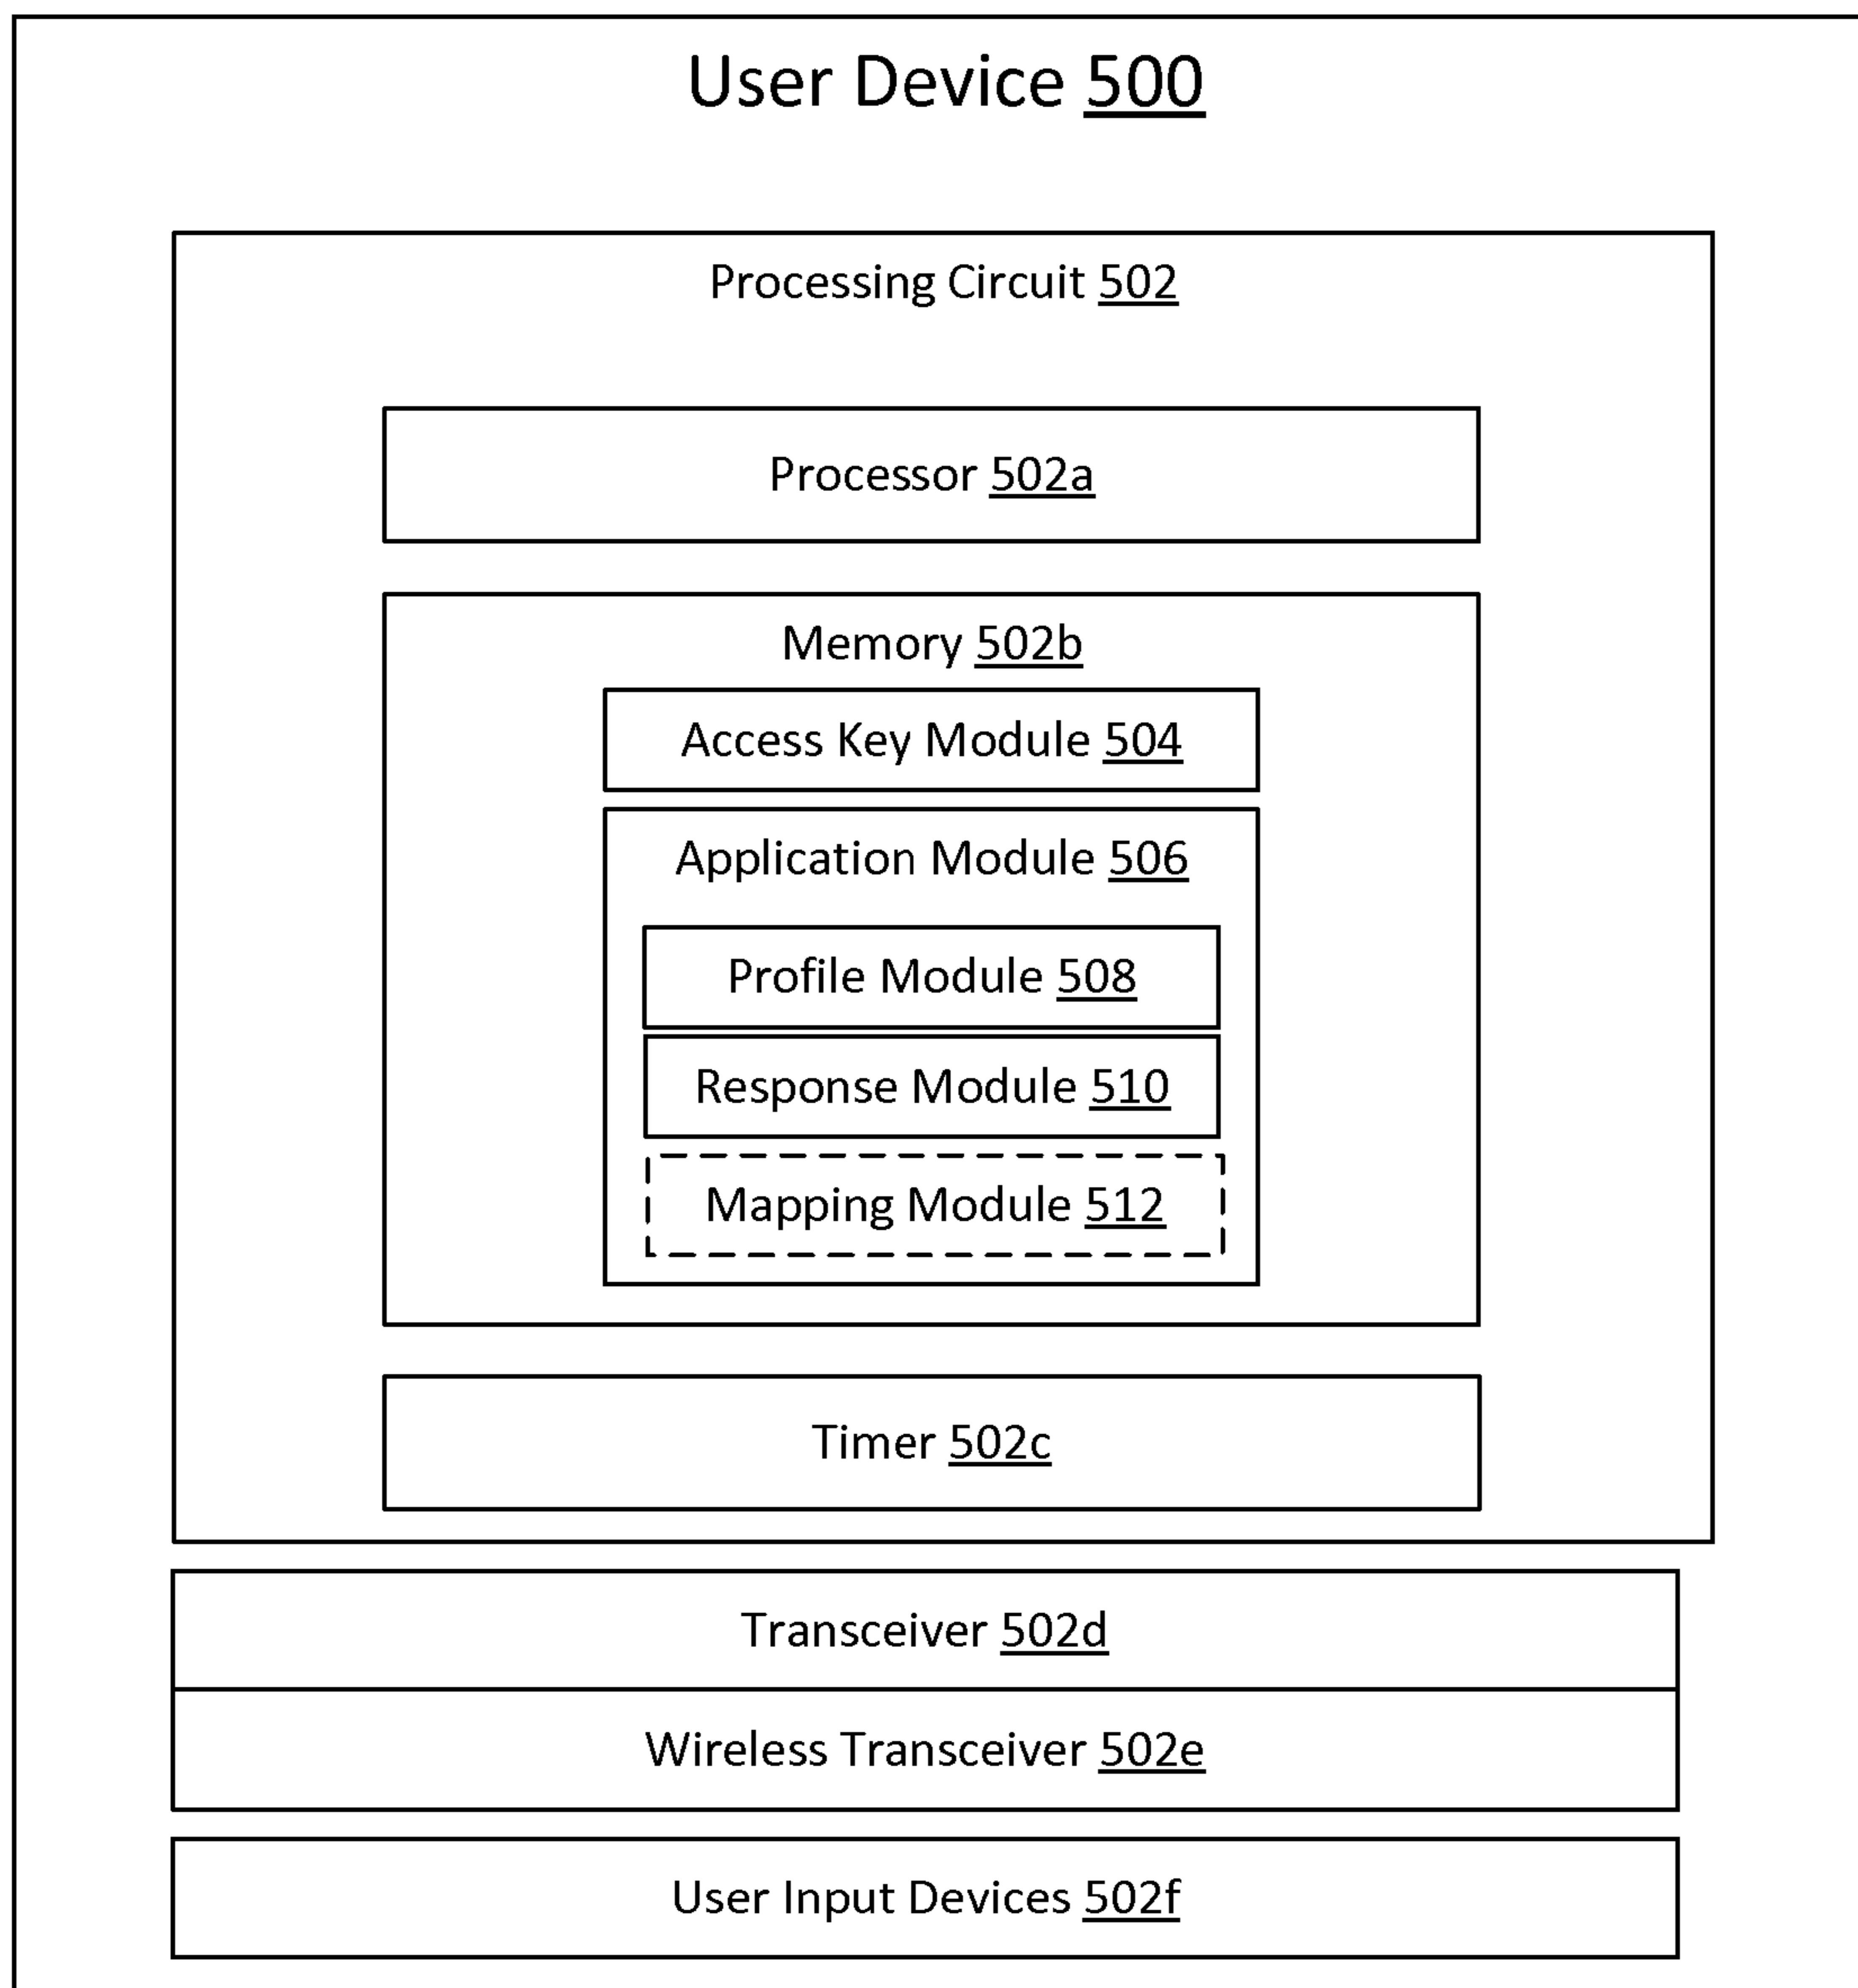 User Device 500
Processing Circuit 502
Processor 502a
Memory 502b
Access Key Module 504
Application Module 506
Profile Module 508
Response Module 510
Mapping Module 512
Timer 502c
Transceiver 502d
Wireless Transceiver 502e
User Input Devices 502f